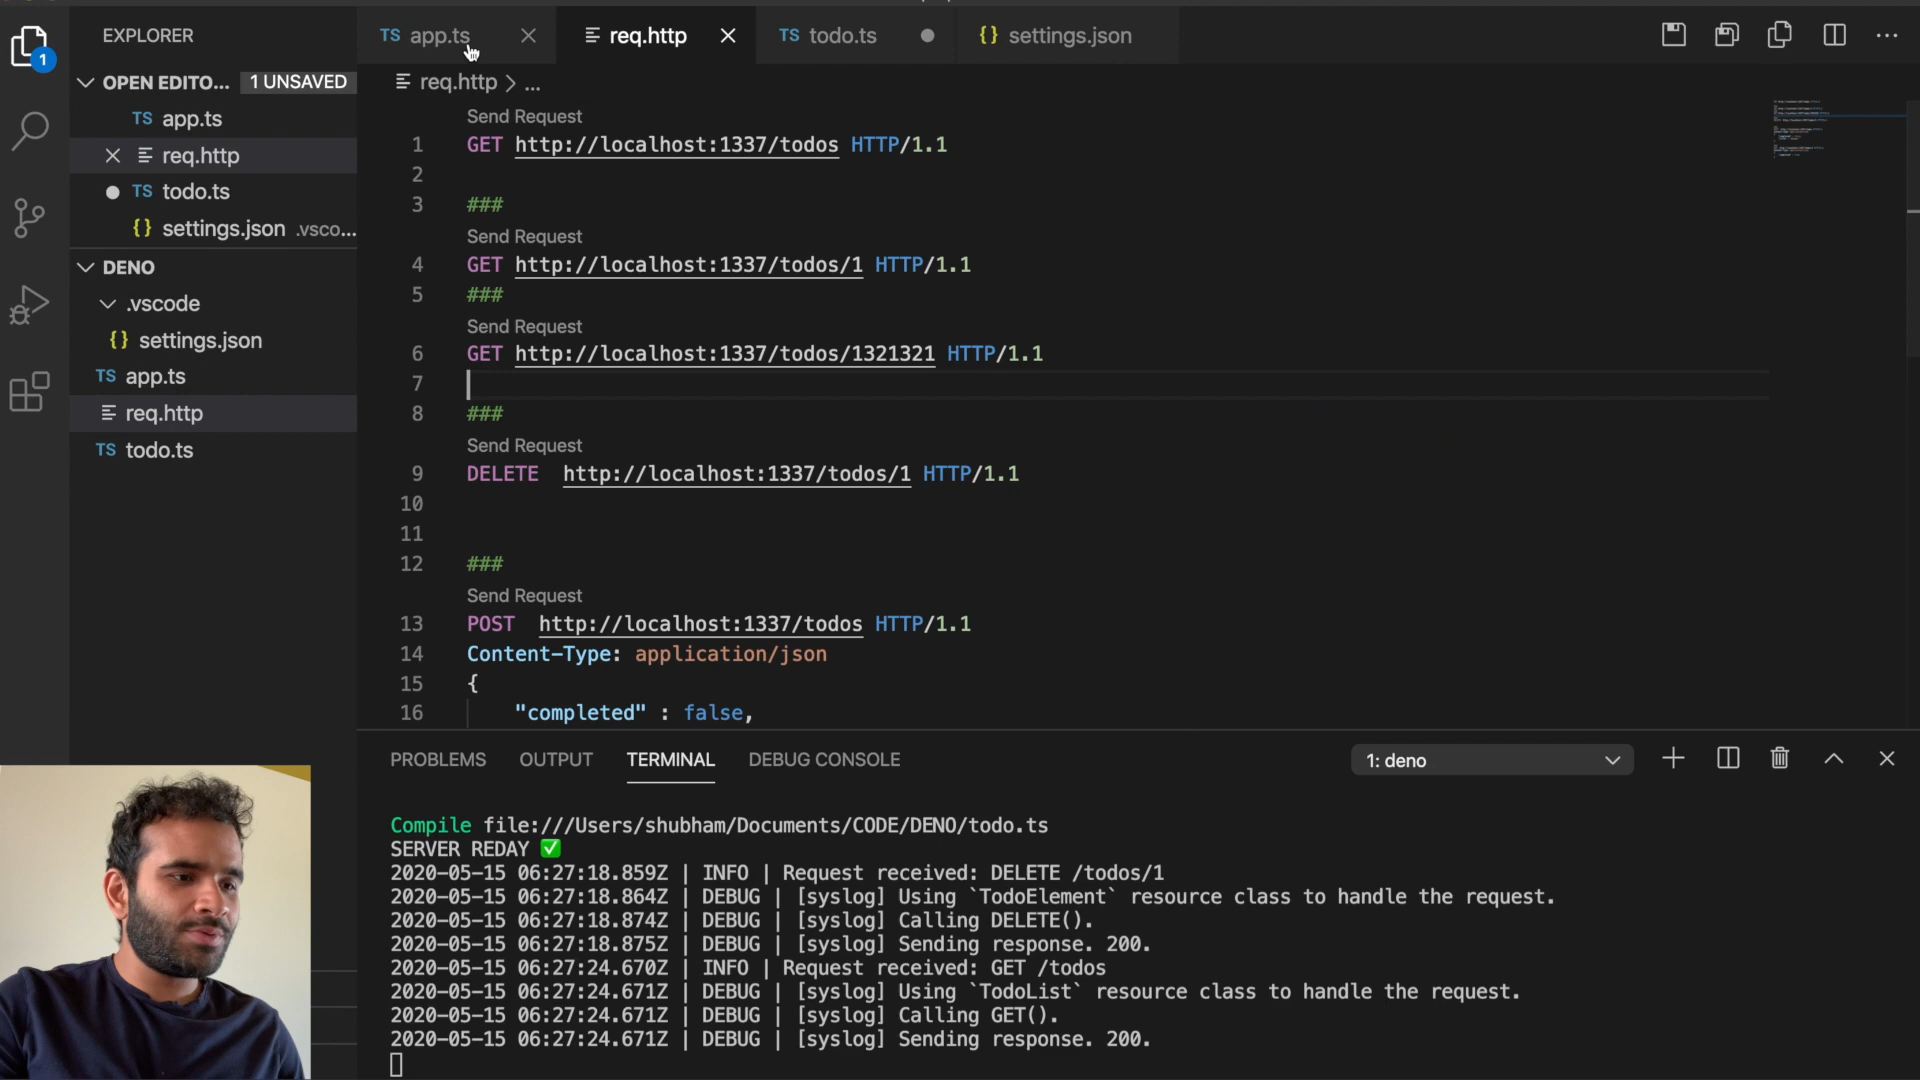 EXPLORER
TS app.ts
req.http
TS todo.ts
{} settings.json
1
OPEN EDITO... 1 UNSAVED
TS app.ts
req.http
TS todo.ts
{} settings.json .vsco...
DENO
.vscode
{} settings.json
TS app.ts
req.http
TS todo.ts
req.http > ...
Send Request
1 GET http://localhost:1337/todos HTTP/1.1
2
3 ###
Send Request
4 GET http://localhost:1337/todos/1 HTTP/1.1
5 ###
Send Request
6 GET http://localhost:1337/todos/1321321 HTTP/1.1
7
8 ###
Send Request
9 DELETE http://localhost:1337/todos/1 HTTP/1.1
10
11
12 ###
Send Request
13 POST http://localhost:1337/todos HTTP/1.1
14 Content-Type: application/json
15 {
16 "completed" : false,
PROBLEMS OUTPUT TERMINAL DEBUG CONSOLE 1: deno
Compile file:///Users/shubham/Documents/CODE/DENO/todo.ts
SERVER REDAY ✅
2020-05-15 06:27:18.859Z | INFO | Request received: DELETE /todos/1
2020-05-15 06:27:18.864Z | DEBUG | [syslog] Using `TodoElement` resource class to handle the request.
2020-05-15 06:27:18.874Z | DEBUG | [syslog] Calling DELETE().
2020-05-15 06:27:18.875Z | DEBUG | [syslog] Sending response. 200.
2020-05-15 06:27:24.670Z | INFO | Request received: GET /todos
2020-05-15 06:27:24.671Z | DEBUG | [syslog] Using `TodoList` resource class to handle the request.
2020-05-15 06:27:24.671Z | DEBUG | [syslog] Calling GET().
2020-05-15 06:27:24.671Z | DEBUG | [syslog] Sending response. 200.